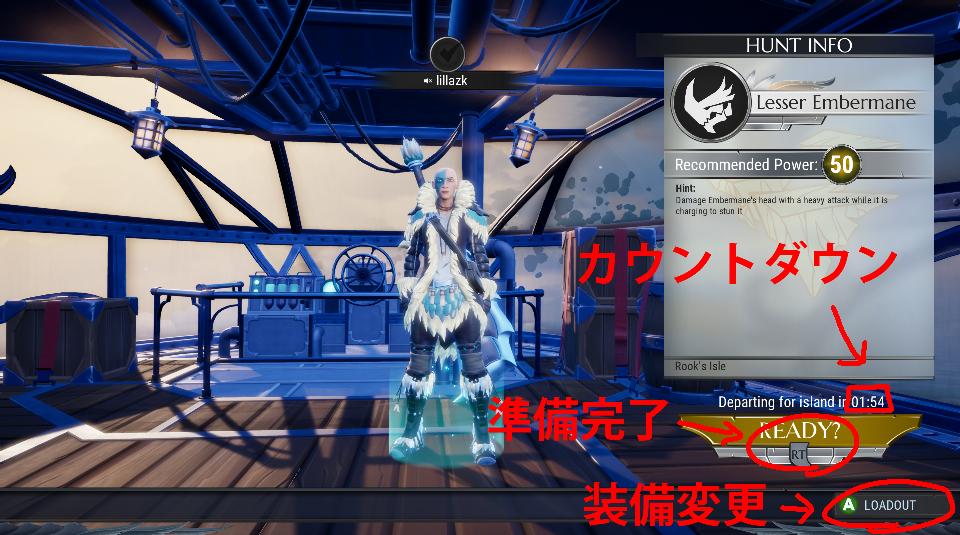 HUNT INFO
lillazk
Lesser Embermane
Recommended Power: 50
Hint:
Damage Embermane's head with a heavy attack while it is
charging to stun it
カウントダウン
Rook's Isle
Departing for island in 01:54
準備完了
READY?
RT
装備変更
A LOADOUT